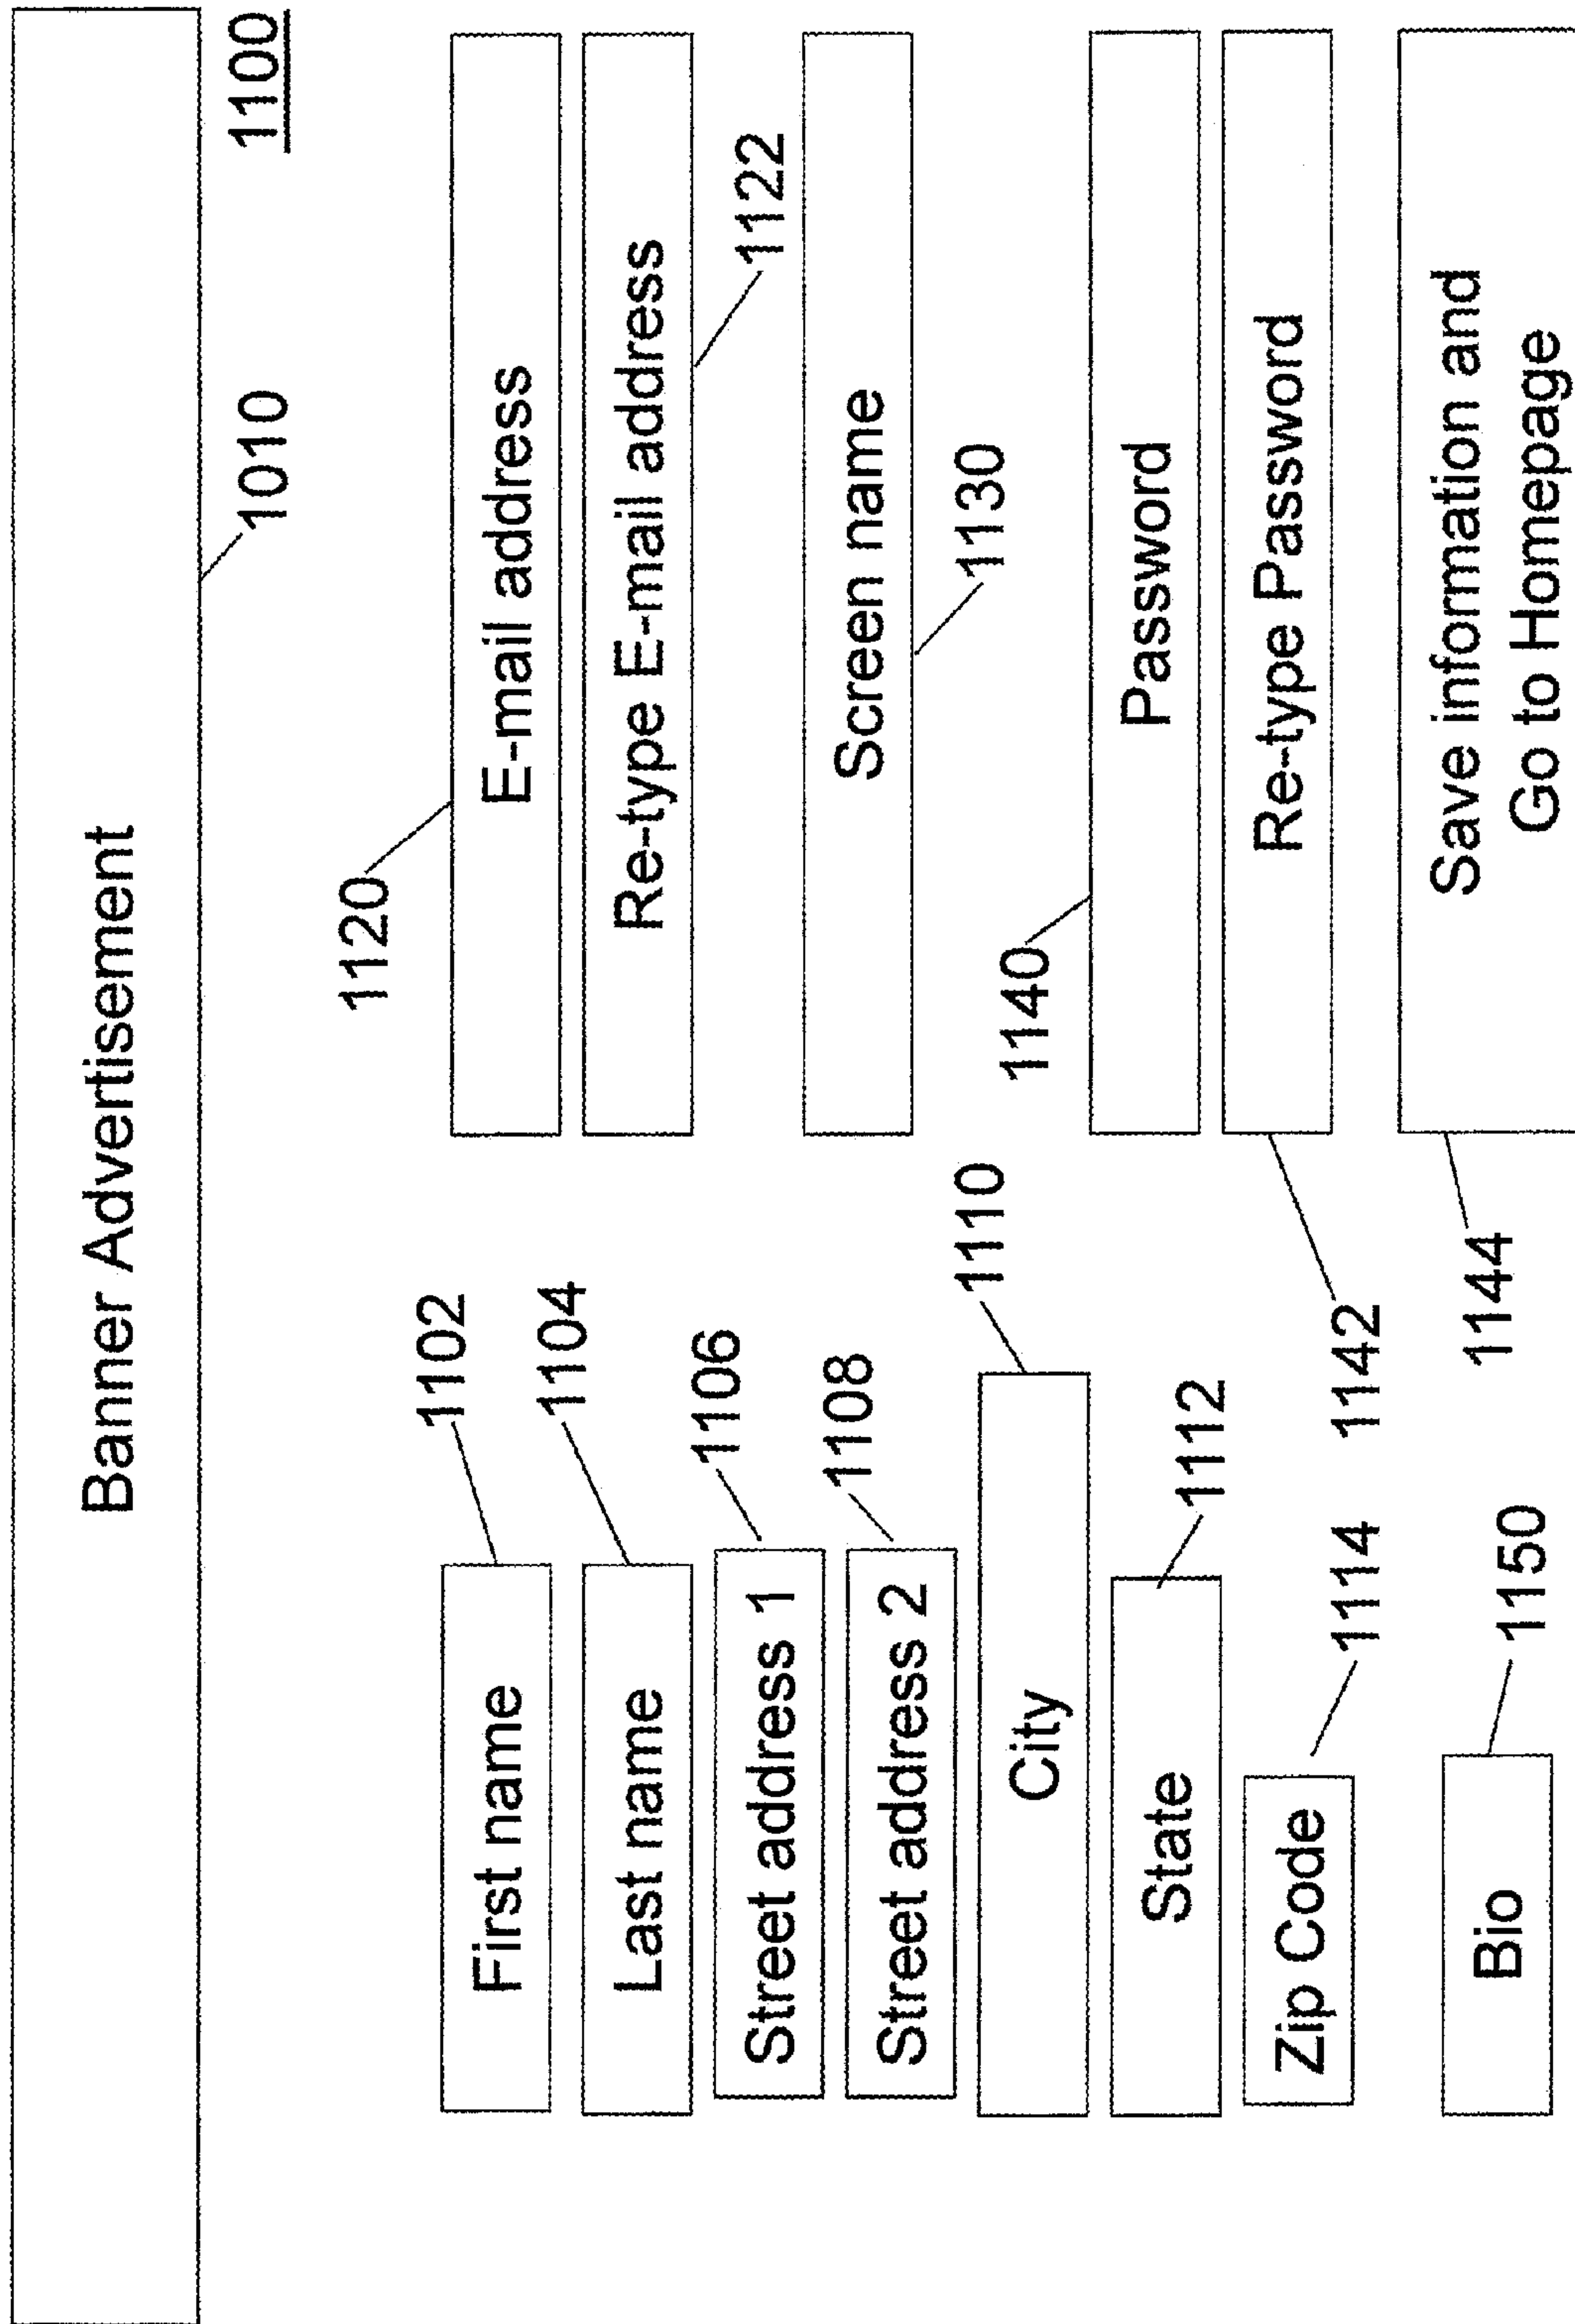 Banner Advertisement
1010
1100
1102
First name
1104
Last name
1106
Street address 1
1108
Street address 2
1110
City
1112
State
1114
Zip Code
1150
Bio
1120
E-mail address
Re-type E-mail address
1122
Screen name
1130
1140
Password
Re-type Password
1142
Save information and
Go to Homepage
1144